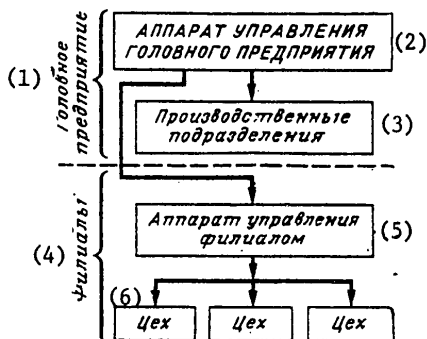 АППАРАТ УПРАВЛЕНИЯ
ГОЛОВНОГО ПРЕДПРИЯТИЯ
(2)
(1)
Головное
предприятие
Производственные
подразделения
(3)
Аппарат управления
филиалом
(5)
(4)
Филиалы
(6)
Цех
Цех
Цех